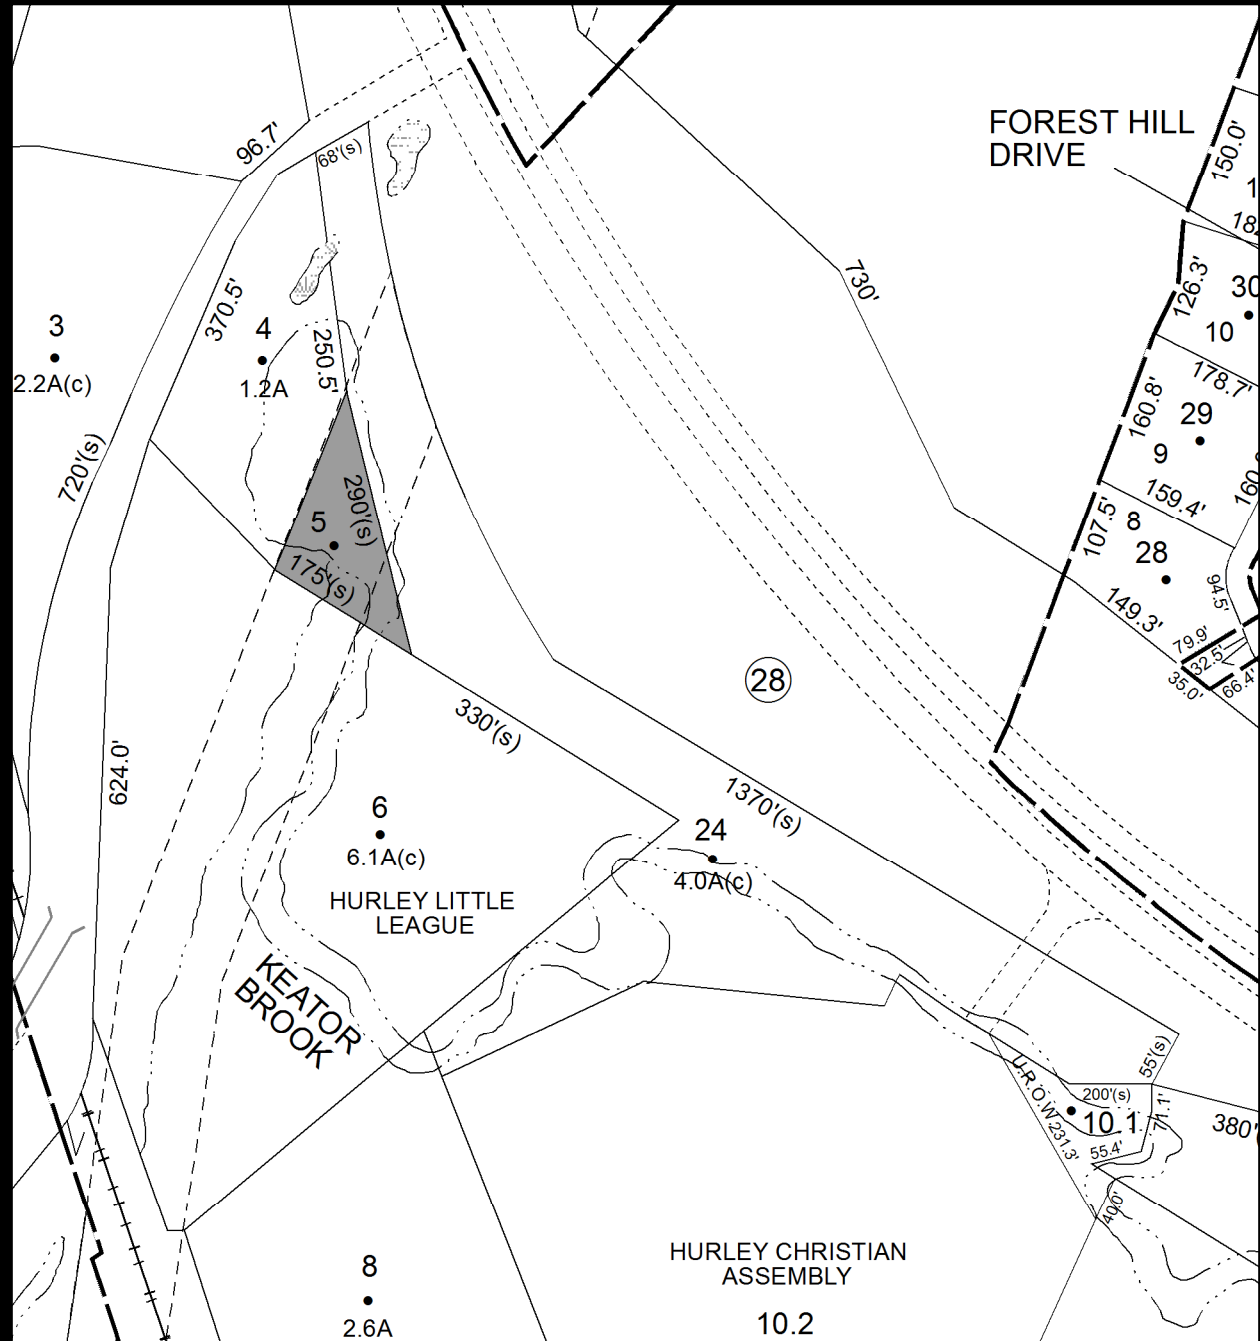 FOREST HILL
DRIVE
150.0'
96.7'
68'(s)
126.3'
30
10
730'
370.5'
3
2.2A(c)
4
1.2A
250.5'
178.7'
160.8'
29
9
720'(s)
159.4'
290'(s)
5
107.5'
8
28
175'(s)
94.5'
149.3'
79.9'
32.5'
35.0'
66.4'
28
330'(s)
624.0'
1370'(s)
6
6.1A(c)
24
4.0A(c)
HURLEY LITTLE
LEAGUE
KEATOR
BROOK
55'(s)
U.R.O.W 231.3'
200'(s)
10.1
71.1'
380'
55.4'
40.0'
HURLEY CHRISTIAN
ASSEMBLY
8
2.6A
10.2